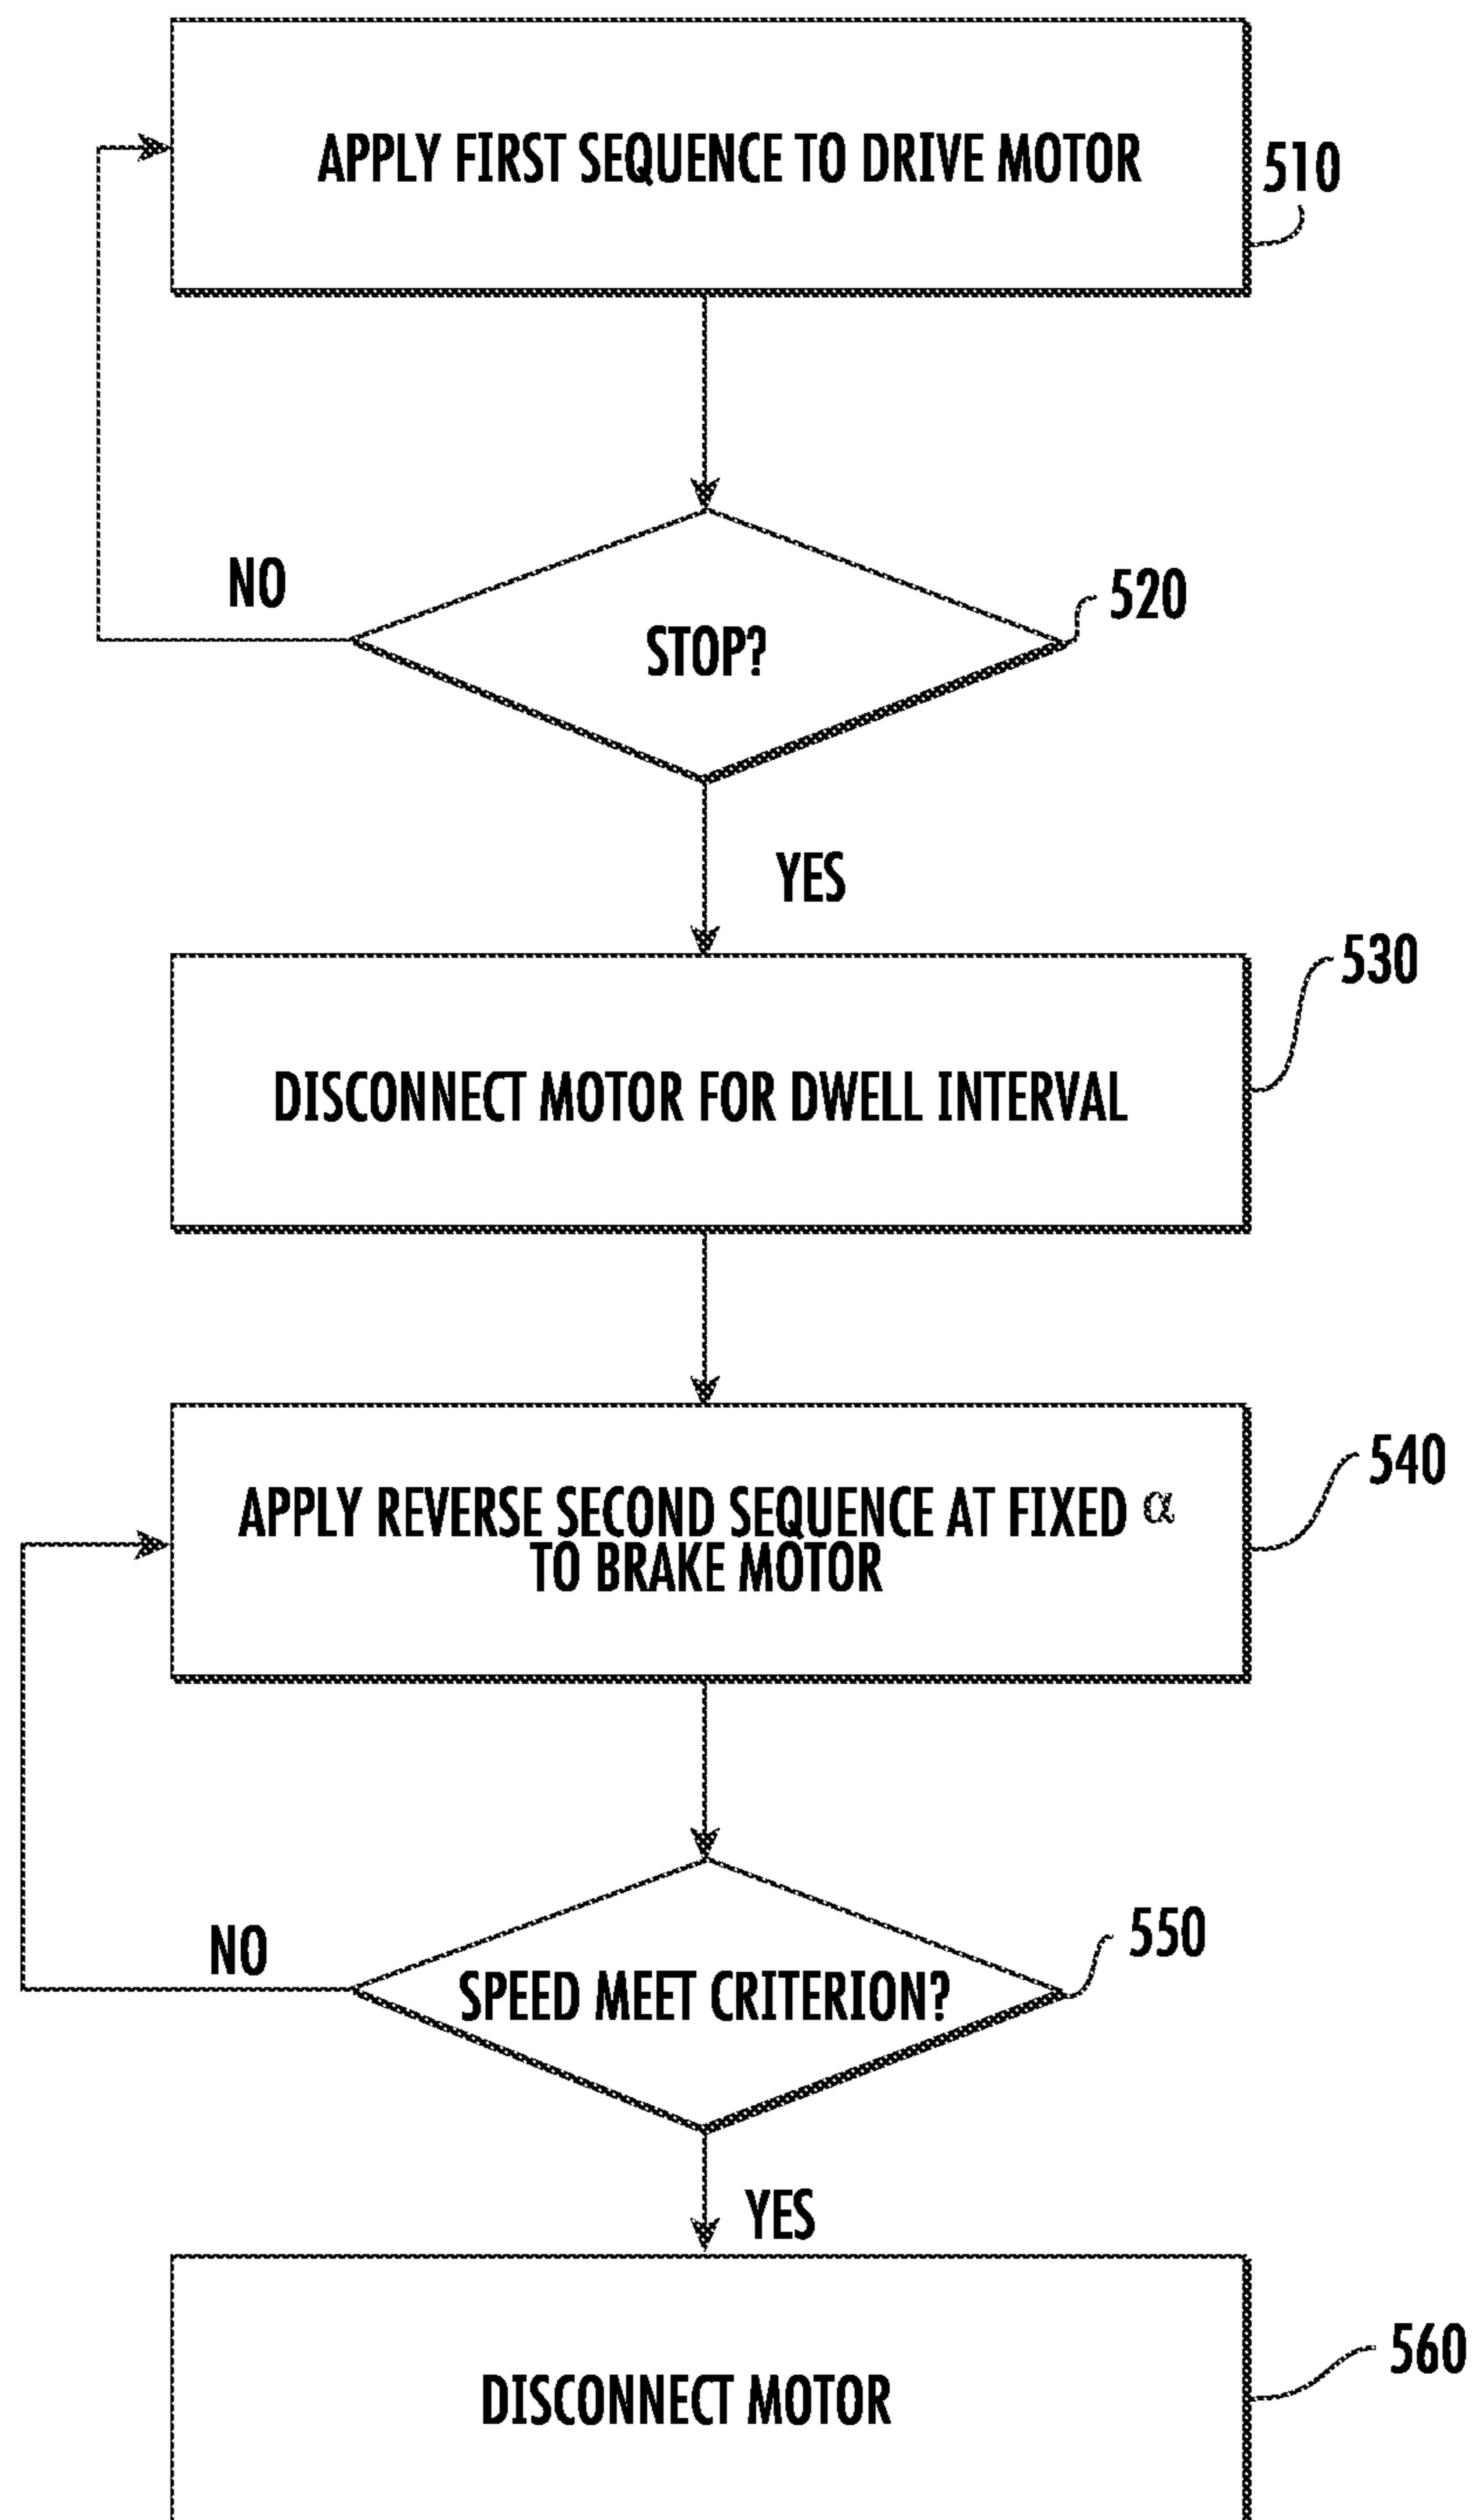 APPLY FIRST SEQUENCE TO DRIVE MOTOR
510
NO
520
STOP?
YES
530
DISCONNECT MOTOR FOR DWELL INTERVAL
540
APPLY REVERSE SECOND SEQUENCE AT FIXED α
TO BRAKE MOTOR
550
NO
SPEED MEET CRITERION?
YES
560
DISCONNECT MOTOR